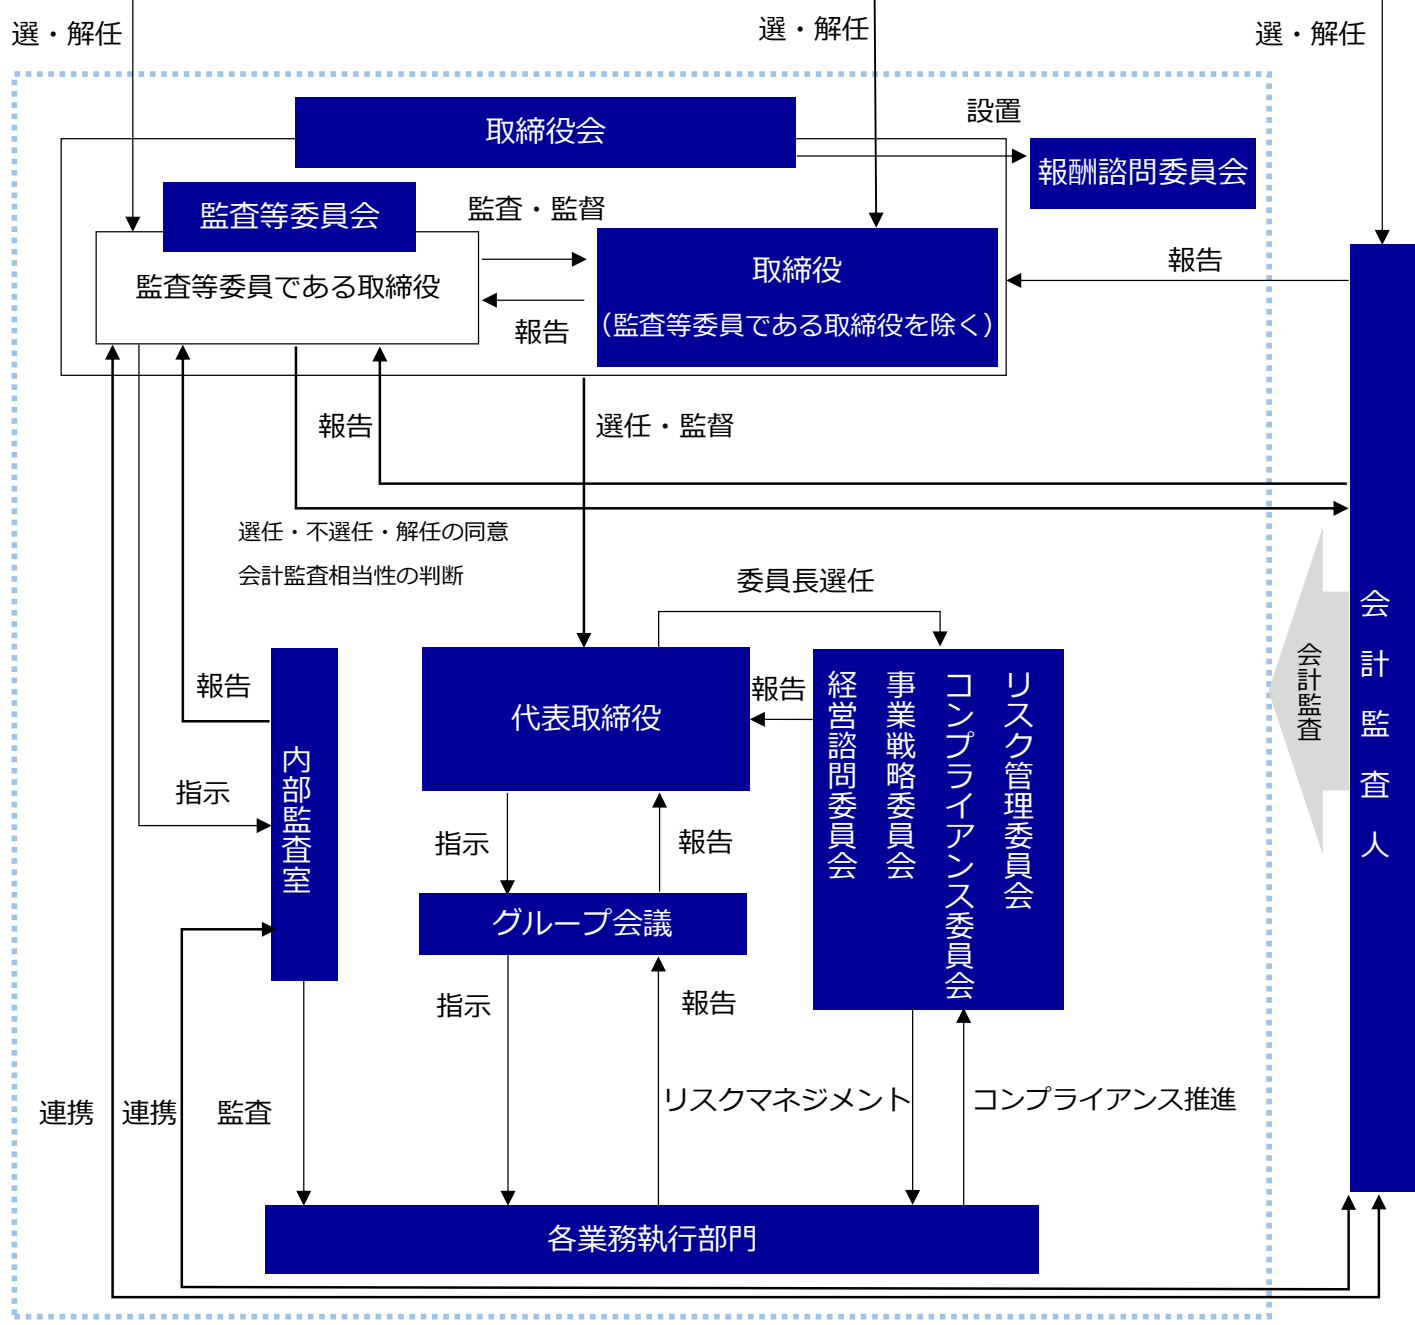 選・解任
選・解任
選・解任
取締役会
設置
報酬諮問委員会
監査等委員会
監査・監督
監査等委員である取締役
報告
取締役
（監査等委員である取締役を除く）
報告
報告
選任・監督
選任・不選任・解任の同意
会計監査相当性の判断
委員長選任
報告
内部監査室
指示
代表取締役
報告
リスク管理委員会
コンプライアンス委員会
事業戦略委員会
経営諮問委員会
会計監査
会計監査人
指示
報告
グループ会議
指示
報告
連携
連携
監査
リスクマネジメント
コンプライアンス推進
各業務執行部門